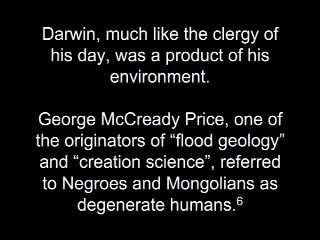 Darwin, much like the clergy of
his day, was a product of his
environment.
George McCready Price, one of
the originators of “flood geology”
and “creation science”, referred
to Negroes and Mongolians as
degenerate humans.6